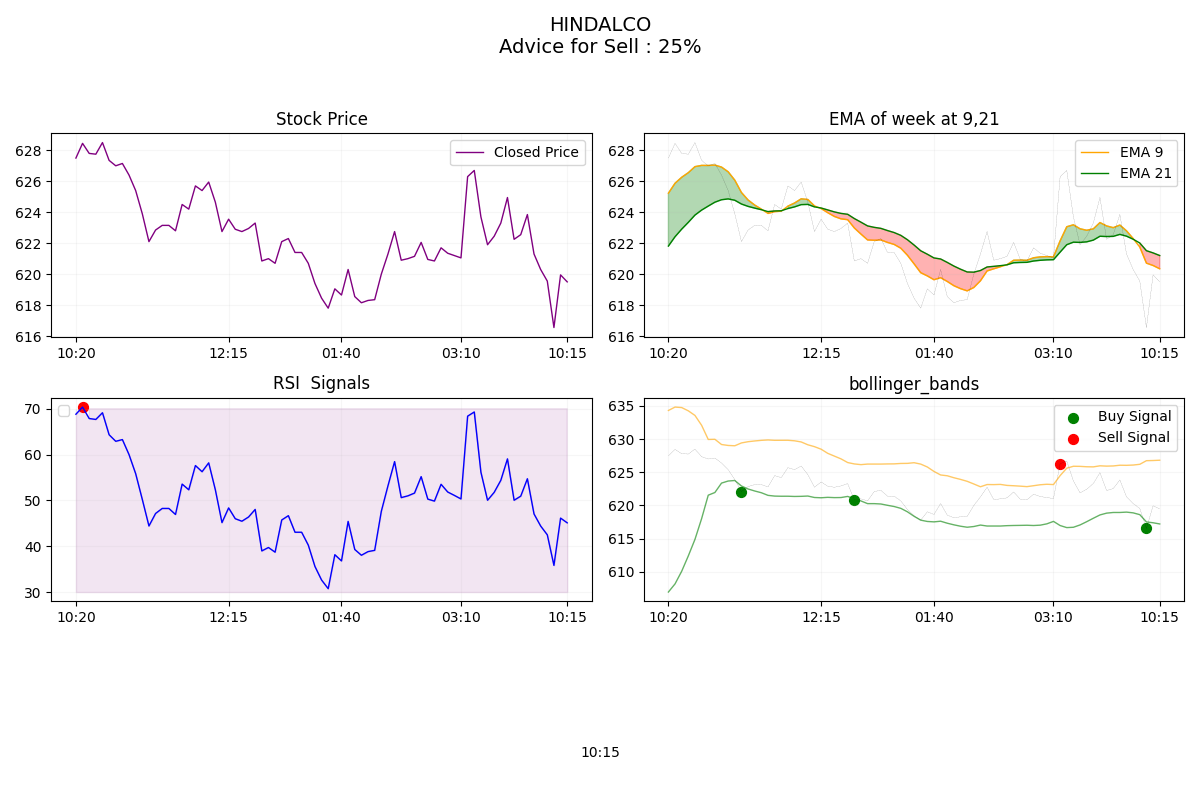 HINDALCO
Advice for Sell : 25%
Stock Price
628
626
624
622
620
618
616
Closed Price
10:20 12:15 01:40 03:10 10:15
EMA of week at 9,21
628
626
624
622
620
618
616
EMA 9
EMA 21
10:20 12:15 01:40 03:10 10:15
RSI  Signals
70
60
50
40
30
10:20 12:15 01:40 03:10 10:15
bollinger_bands
635
630
625
620
615
610
Buy Signal
Sell Signal
10:20 12:15 01:40 03:10 10:15
10:15